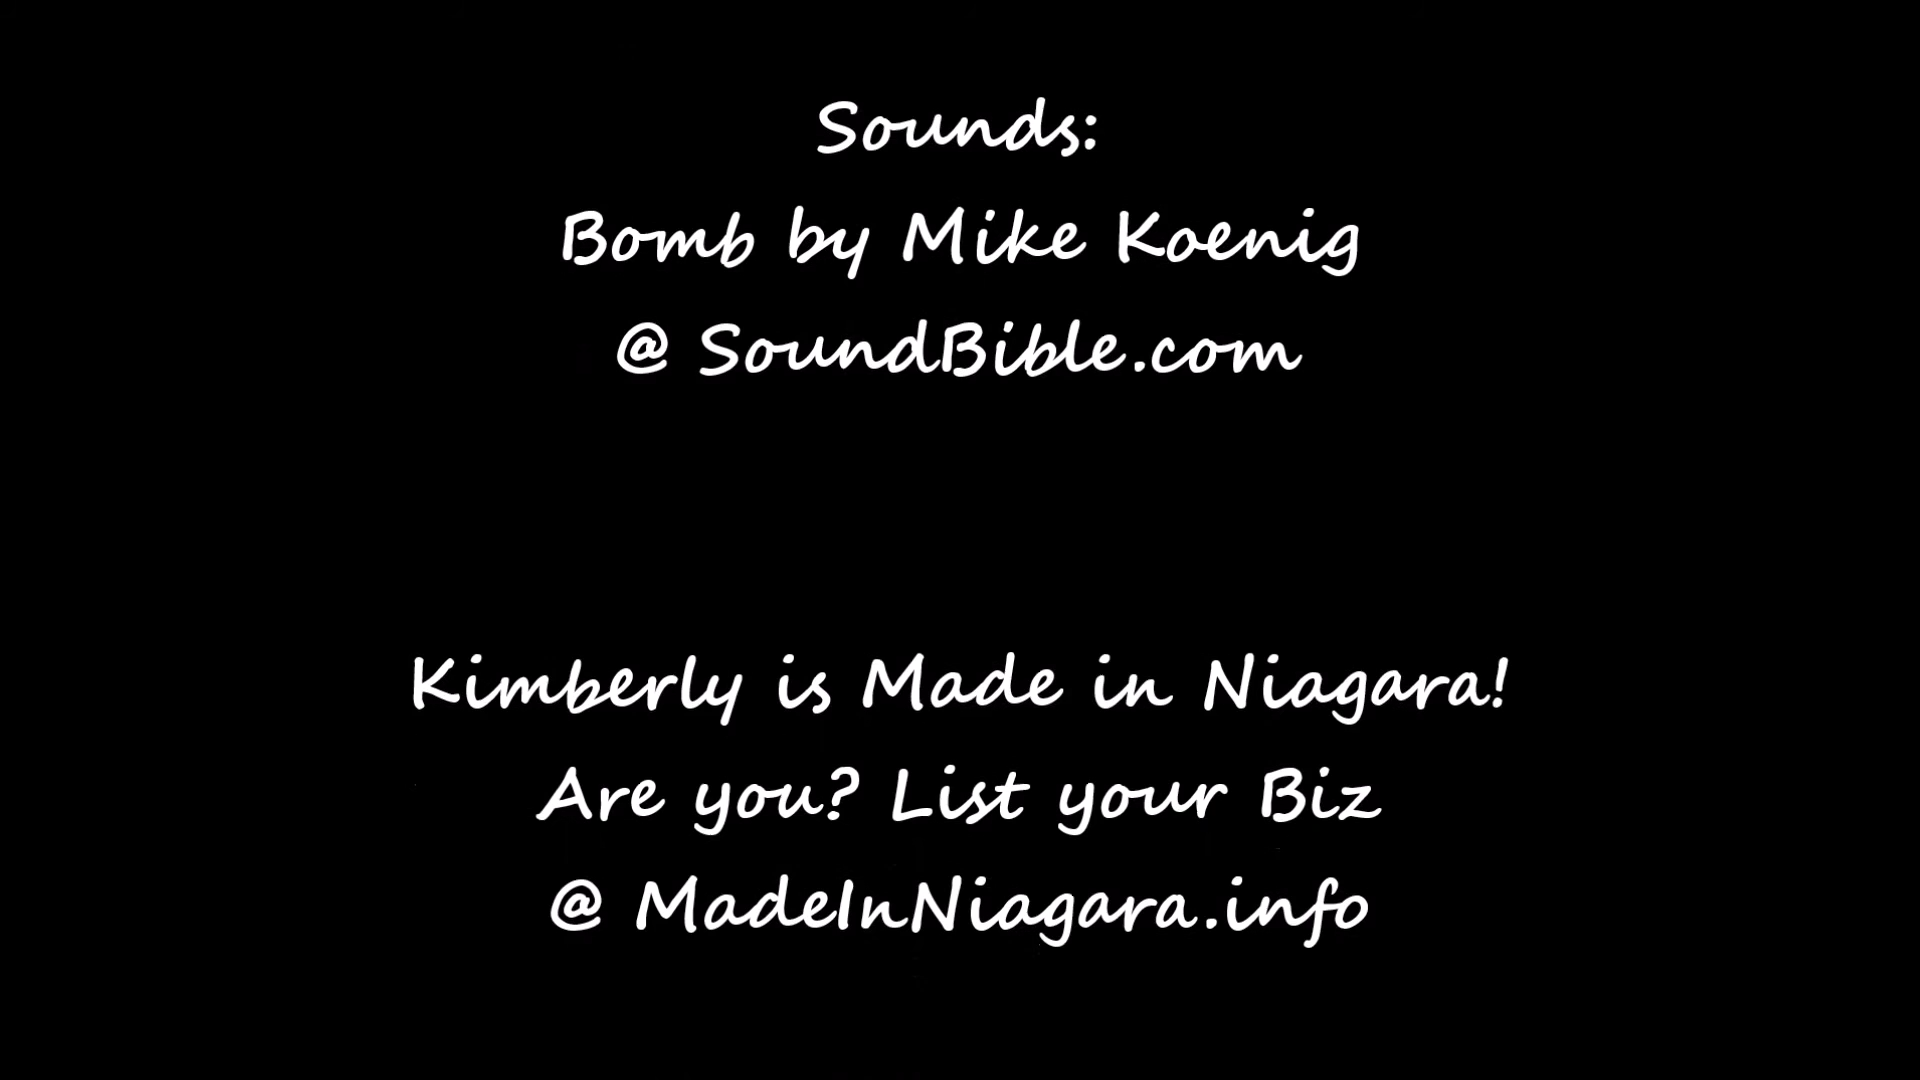 Sounds:
Bomb by Mike Koenig
@ SoundBible.com
Kimberly is Made in Niagara!
Are you? List your Biz
@ MadeInNiagara.info